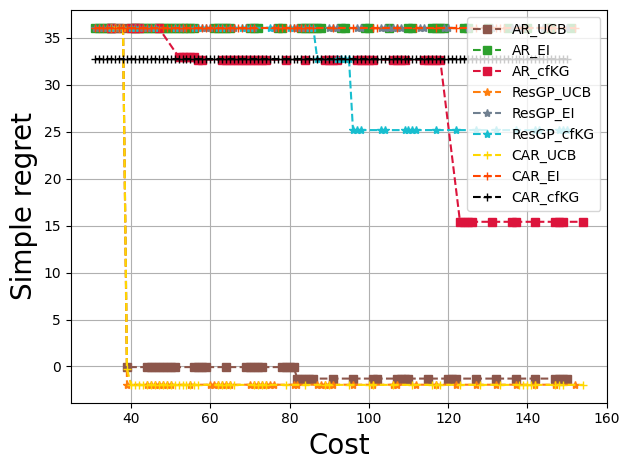 35
30
25
20
15
10
5
0
40
60
80
100
120
140
160
Simple regret
Cost
AR_UCB
AR_EI
AR_cfKG
ResGP_UCB
ResGP_EI
ResGP_cfKG
CAR_UCB
CAR_EI
CAR_cfKG